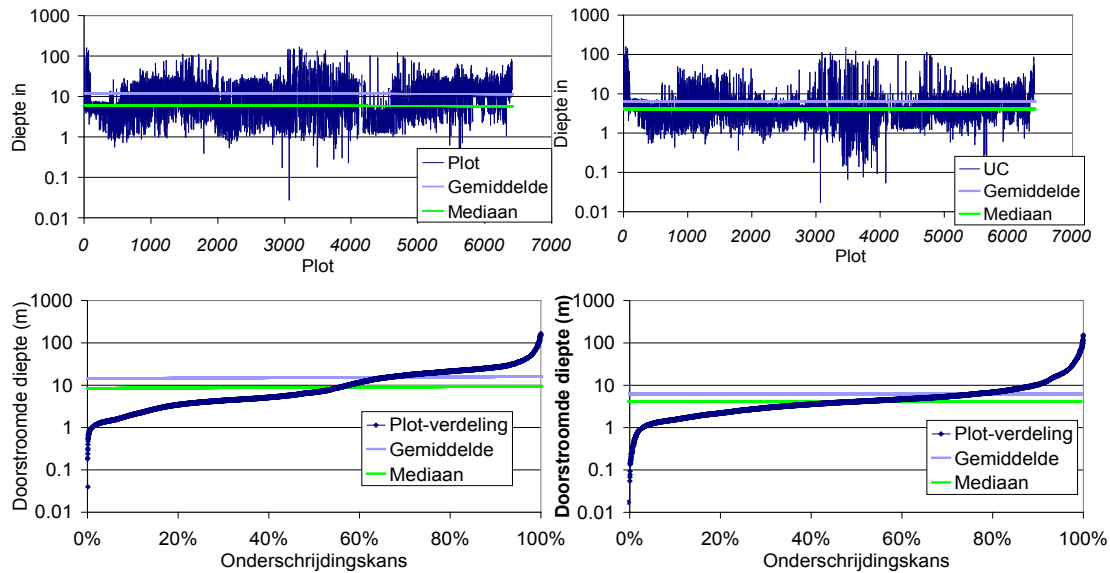 1000
100
10
1
0.1
0.01
Diepte in
0 1000 2000 3000 4000 5000 6000 7000
Plot
Plot
Gemiddelde
Mediaan
1000
100
10
1
0.1
0.01
Diepte in
0 1000 2000 3000 4000 5000 6000 7000
Plot
UC
Gemiddelde
Mediaan
1000
100
10
1
0.1
0.01
Doorstroomde diepte (m)
0% 20% 40% 60% 80% 100%
Onderschrijdingskans
Plot-verdeling
Gemiddelde
Mediaan
1000
100
10
1
0.1
0.01
Doorstroomde diepte (m)
0% 20% 40% 60% 80% 100%
Onderschrijdingskans
Plot-verdeling
Gemiddelde
Mediaan